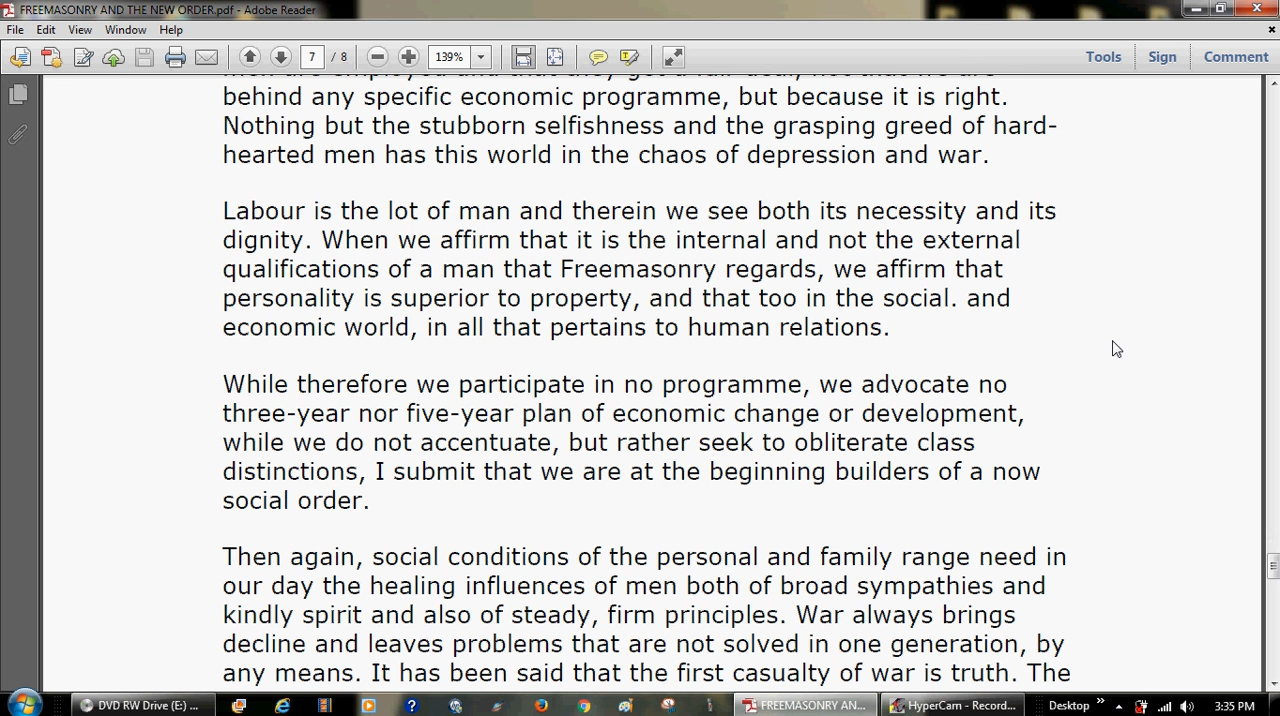 FREEMASONRY AND THE NEW ORDER.pdf - Adobe Reader
File Edit View Window Help
7 / 8 139% Tools Sign Comment
behind any specific economic programme, but because it is right.
Nothing but the stubborn selfishness and the grasping greed of hard-
hearted men has this world in the chaos of depression and war.
Labour is the lot of man and therein we see both its necessity and its
dignity. When we affirm that it is the internal and not the external
qualifications of a man that Freemasonry regards, we affirm that
personality is superior to property, and that too in the social. and
economic world, in all that pertains to human relations.
While therefore we participate in no programme, we advocate no
three-year nor five-year plan of economic change or development,
while we do not accentuate, but rather seek to obliterate class
distinctions, I submit that we are at the beginning builders of a now
social order.
Then again, social conditions of the personal and family range need in
our day the healing influences of men both of broad sympathies and
kindly spirit and also of steady, firm principles. War always brings
decline and leaves problems that are not solved in one generation, by
any means. It has been said that the first casualty of war is truth. The
DVD RW Drive (E:) ... FREEMASONRY AN... HyperCam - Record... Desktop » 3:35 PM